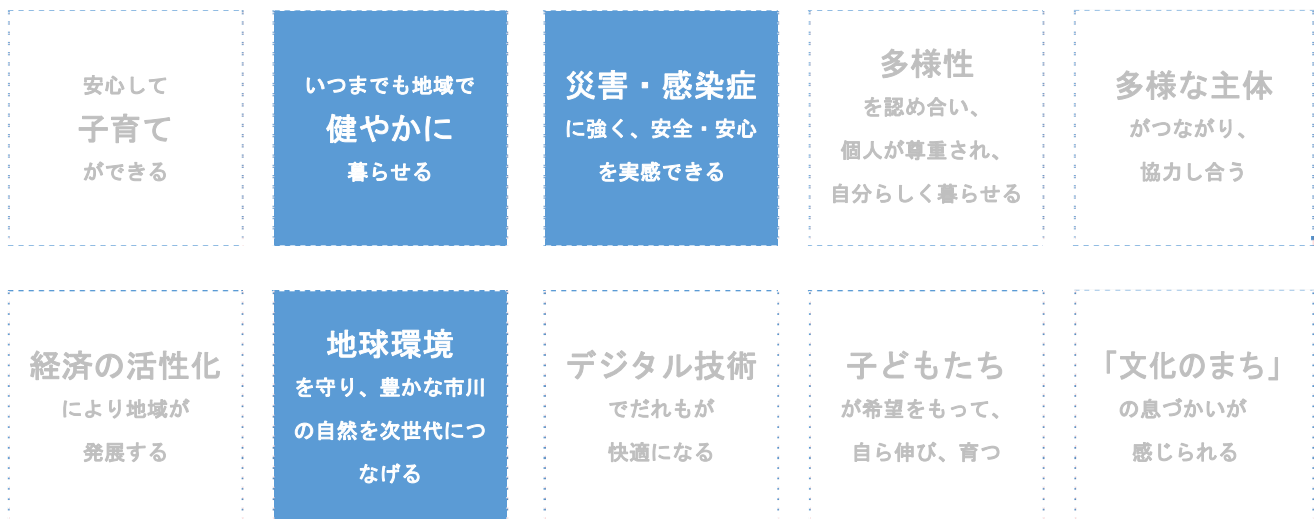 安心して
子育て
ができる
いつまでも地域で
健やかに
暮らせる
災害・感染症
に強く、安全・安心
を実感できる
多様性
を認め合い、
個人が尊重され、
自分らしく暮らせる
多様な主体
がつながり、
協力し合う
経済の活性化
により地域が
発展する
地球環境
を守り、豊かな市川
の自然を次世代につ
なげる
デジタル技術
でだれもが
快適になる
子どもたち
が希望をもって、
自ら伸び、育つ
「文化のまち」
の息づかいが
感じられる